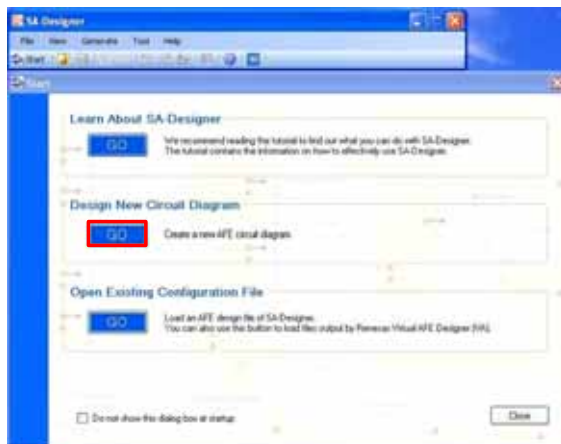 SA-Designer
File View Generate Tool Help
Start
Start
Learn About SA-Designer
GO
We recommend reading the tutorial to find out what you can do with SA-Designer.
The tutorial contains the information on how to effectively use SA-Designer.
Design New Circuit Diagram
GO
Create a new AFE circuit diagram.
Open Existing Configuration File
GO
Load an AFE design file of SA-Designer.
You can also use the button to load files output by Renesas Virtual AFE Designer (VA).
Do not show this dialog box at startup
Close